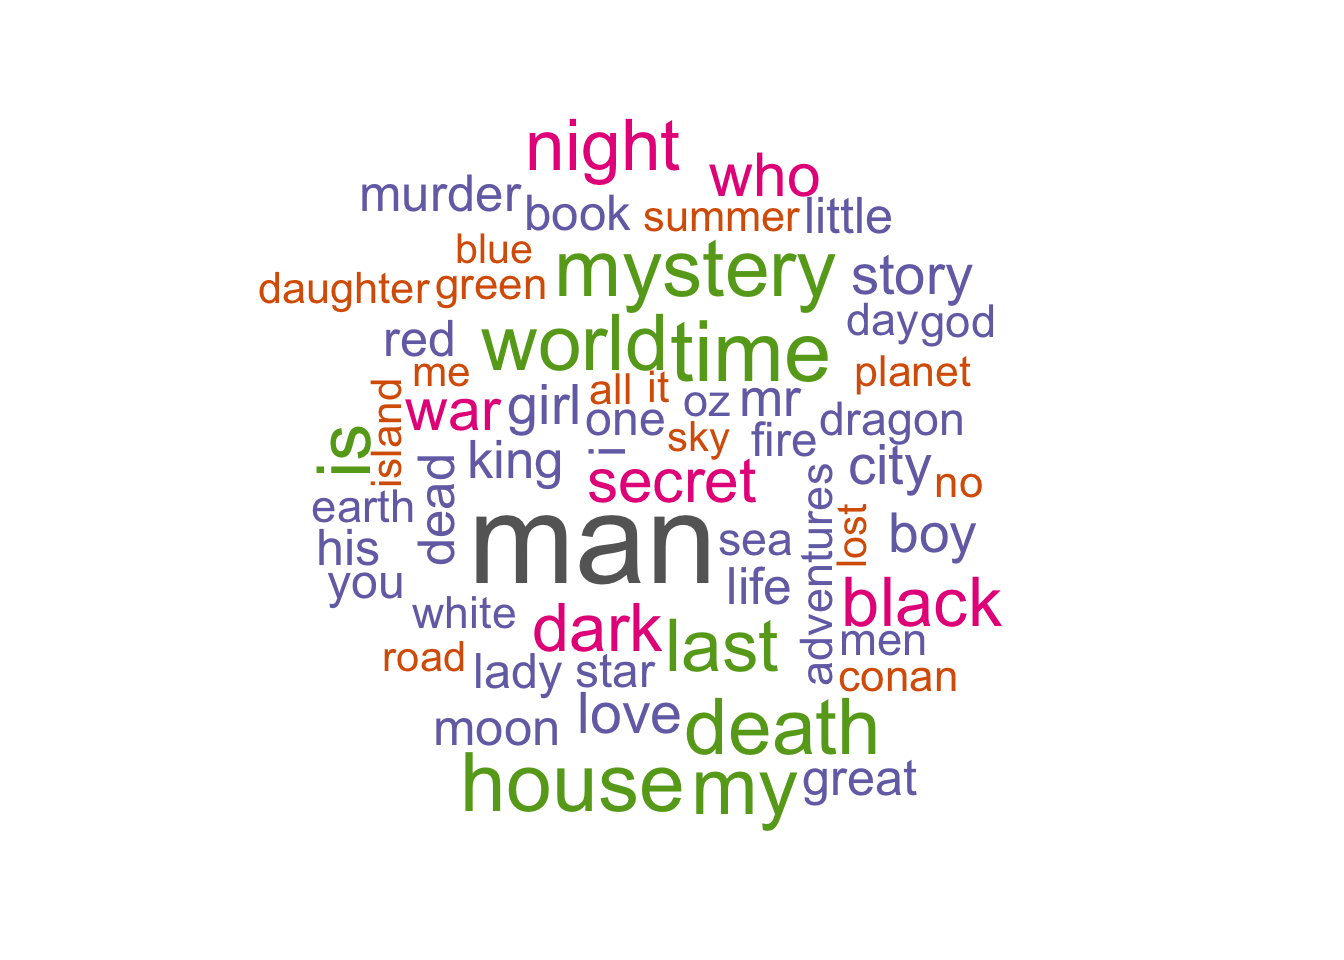 night
who
murder
book
summer
little
blue
mystery
story
daughter
green
day
god
red
world
time
me
all
it
planet
island
war
girl
one
oz
mr
dragon
is
king
i
sky
fire
city
no
earth
dead
secret
his
man
sea
adventures
lost
boy
you
life
white
dark
last
black
men
road
lady
star
conan
moon
love
death
house
my
great